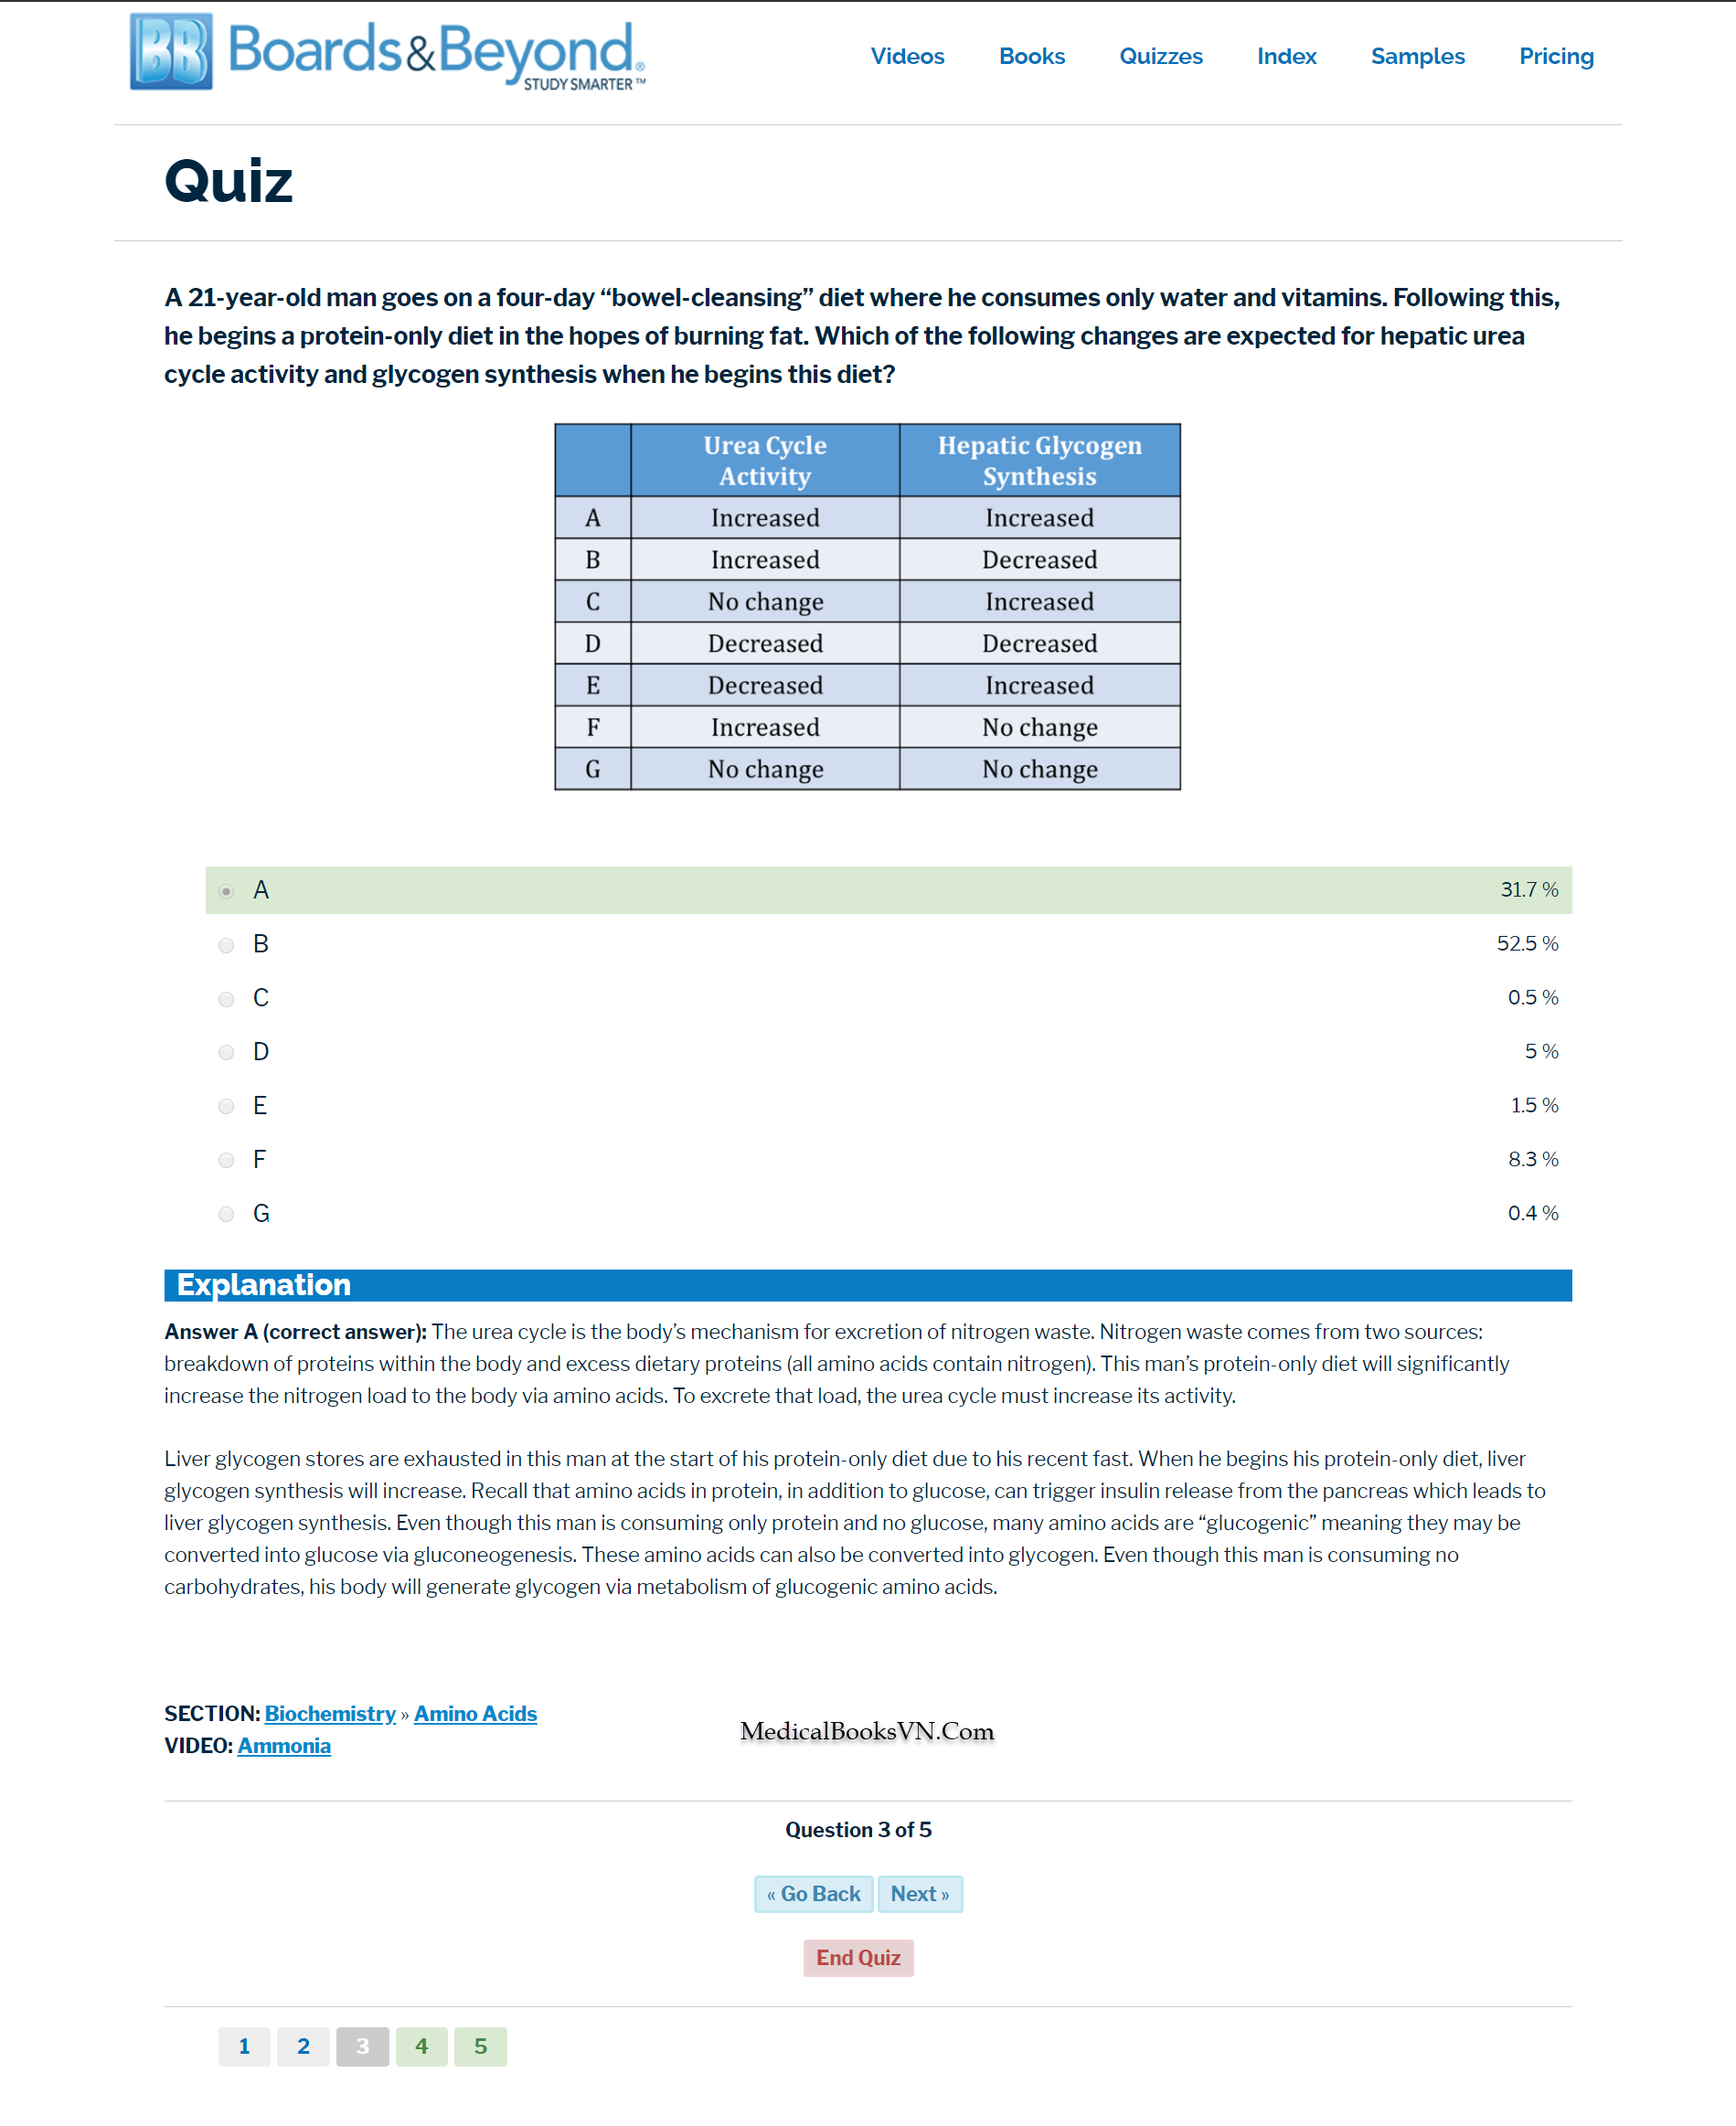 BB Boards&Beyond®
STUDY SMARTER™
Videos Books Quizzes Index Samples Pricing
Quiz
A 21-year-old man goes on a four-day “bowel-cleansing” diet where he consumes only water and vitamins. Following this,
he begins a protein-only diet in the hopes of burning fat. Which of the following changes are expected for hepatic urea
cycle activity and glycogen synthesis when he begins this diet?
Urea Cycle Hepatic Glycogen
Activity Synthesis
A Increased Increased
B Increased Decreased
C No change Increased
D Decreased Decreased
E Decreased Increased
F Increased No change
G No change No change
A 31.7 %
B 52.5 %
C 0.5 %
D 5 %
E 1.5 %
F 8.3 %
G 0.4 %
Explanation
Answer A (correct answer): The urea cycle is the body’s mechanism for excretion of nitrogen waste. Nitrogen waste comes from two sources:
breakdown of proteins within the body and excess dietary proteins (all amino acids contain nitrogen). This man’s protein-only diet will significantly
increase the nitrogen load to the body via amino acids. To excrete that load, the urea cycle must increase its activity.
Liver glycogen stores are exhausted in this man at the start of his protein-only diet due to his recent fast. When he begins his protein-only diet, liver
glycogen synthesis will increase. Recall that amino acids in protein, in addition to glucose, can trigger insulin release from the pancreas which leads to
liver glycogen synthesis. Even though this man is consuming only protein and no glucose, many amino acids are “glucogenic” meaning they may be
converted into glucose via gluconeogenesis. These amino acids can also be converted into glycogen. Even though this man is consuming no
carbohydrates, his body will generate glycogen via metabolism of glucogenic amino acids.
SECTION: Biochemistry » Amino Acids
VIDEO: Ammonia
MedicalBooksVN.Com
Question 3 of 5
« Go Back Next »
End Quiz
1 2 3 4 5